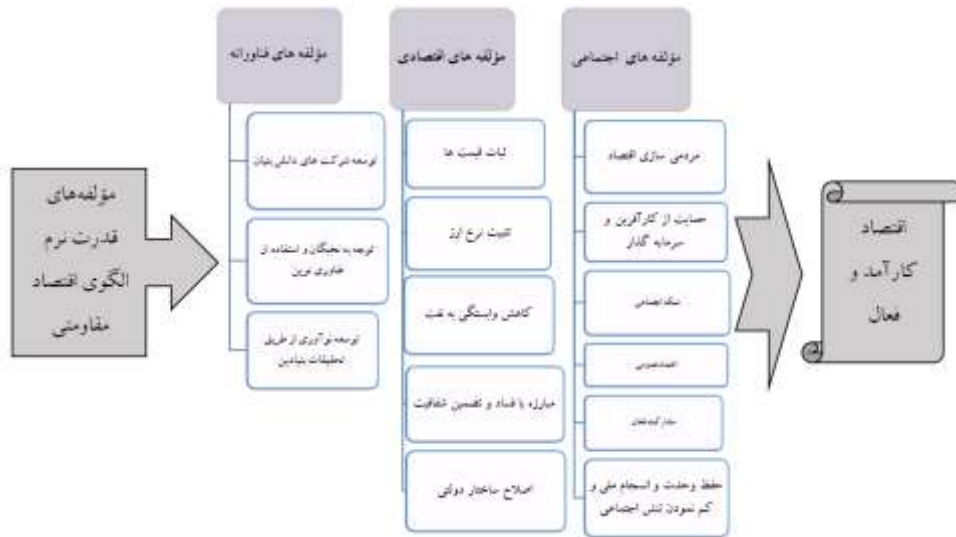 مؤلفه های اجتماعی
مردمی سازی اقتصاد
حمایت از کارآفرین و
سرمایه گذار
اجتماعی
حفظ وحدت و انسجام ملی و
کم نمودن تنش اجتماعی
مؤلفه های اقتصادی
ثبات قیمت ها
تثبیت نرخ ارز
کاهش وابستگی به نفت
مبارزه با فساد و تضمین شفافیت
اصلاح ساختار دولتی
مؤلفه های فناورانه
توسعه شرکت های دانش بنیان
توجه به نخبگان و استفاده از
فناوری نوین
توسعه نوآوری از طریق
تحقیقات بنیادین
مؤلفه‌های
قدرت نرم
الگوی اقتصاد
مقاومتی
اقتصاد
کارآمد و
فعال